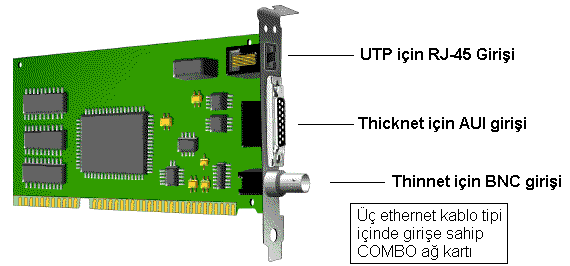 UTP için RJ-45 Girişi
Thicknet için AUI girişi
Thinnet için BNC girişi
Üç ethernet kablo tipi
içinde girişe sahip
COMBO ağ kartı